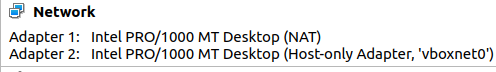 Network
Adapter 1: Intel PRO/1000 MT Desktop (NAT)
Adapter 2: Intel PRO/1000 MT Desktop (Host-only Adapter, 'vboxnet0')